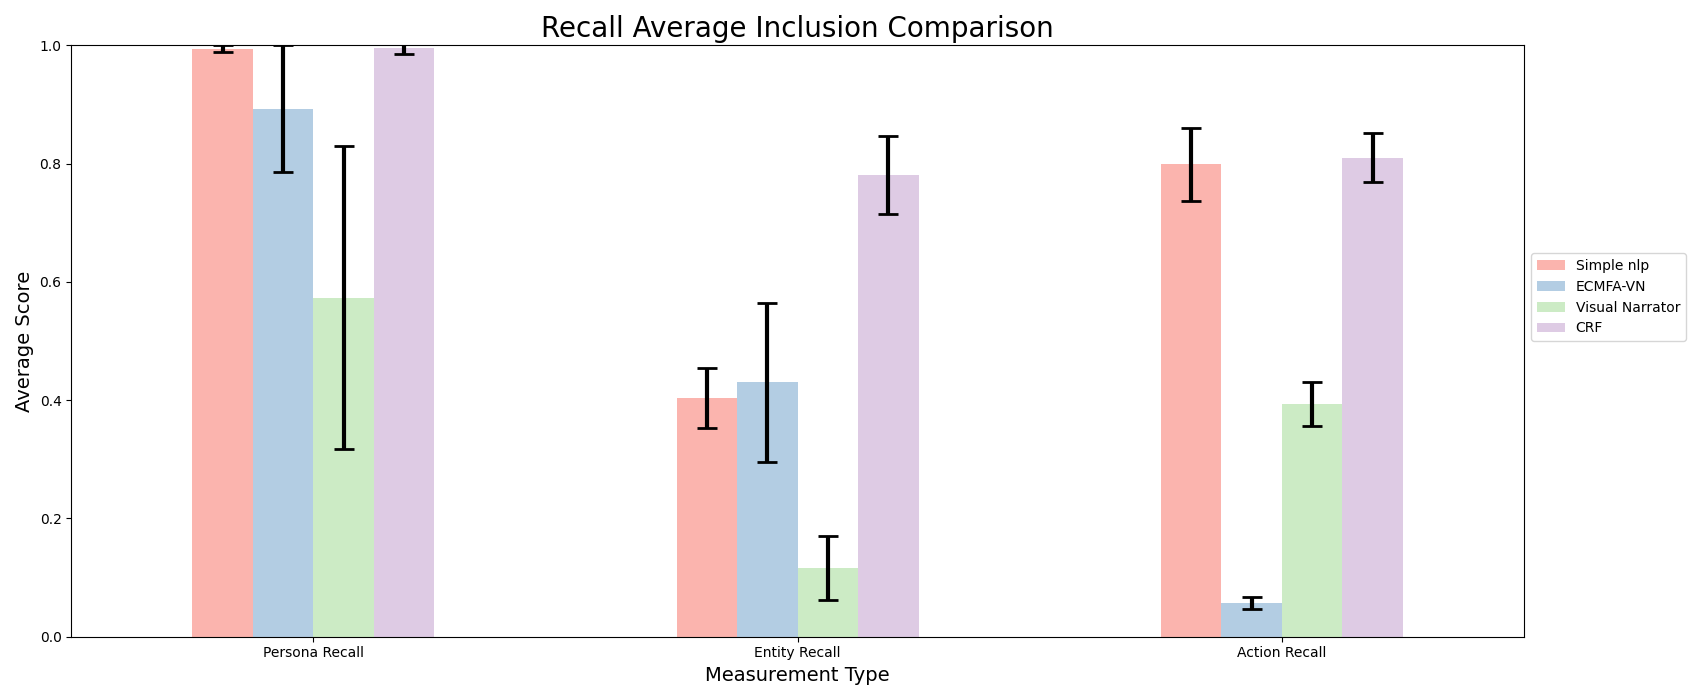 Recall Average Inclusion Comparison
1.0
0.8
0.6
0.4
0.2
0.0
Average Score
Persona Recall
Entity Recall
Action Recall
Measurement Type
Simple nlp
ECMFA-VN
Visual Narrator
CRF